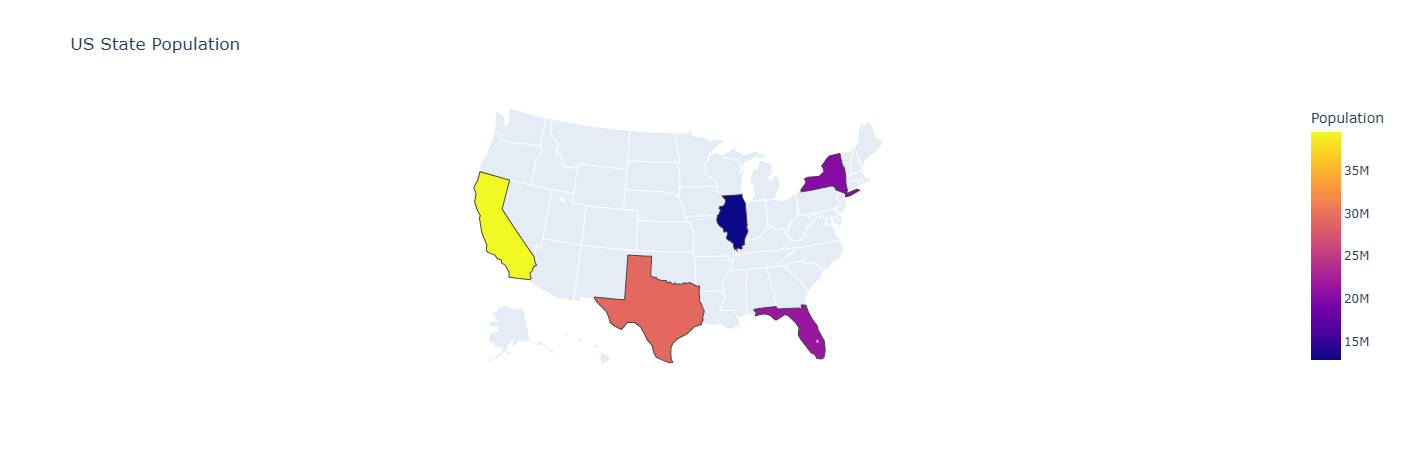 US State Population
Population
35M
30M
25M
20M
15M